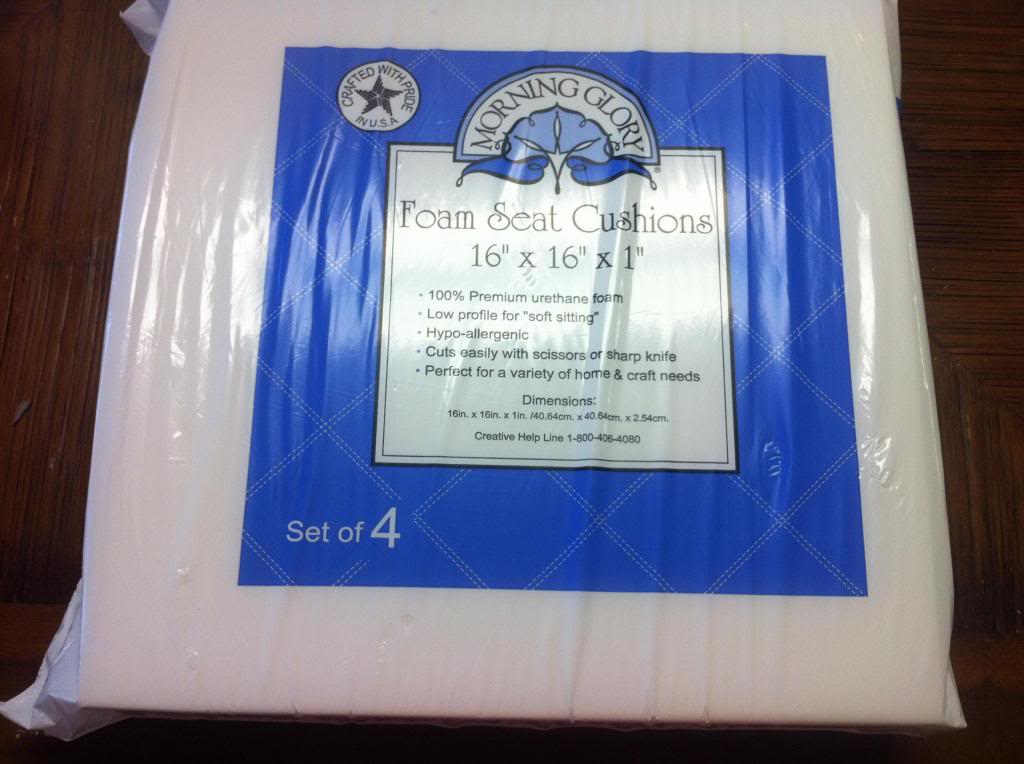 CRAFTED WITH PRIDE
IN U.S.A
MORNING GLORY
®
Foam Seat Cushions
16" x 16" x 1"
• 100% Premium urethane foam
• Low profile for "soft sitting"
• Hypo-allergenic
• Cuts easily with scissors or sharp knife
• Perfect for a variety of home & craft needs
Dimensions:
16in. x 16in. x 1in. /40.64cm. x 40.64cm. x 2.54cm.
Creative Help Line 1-800-406-4080
Set of 4